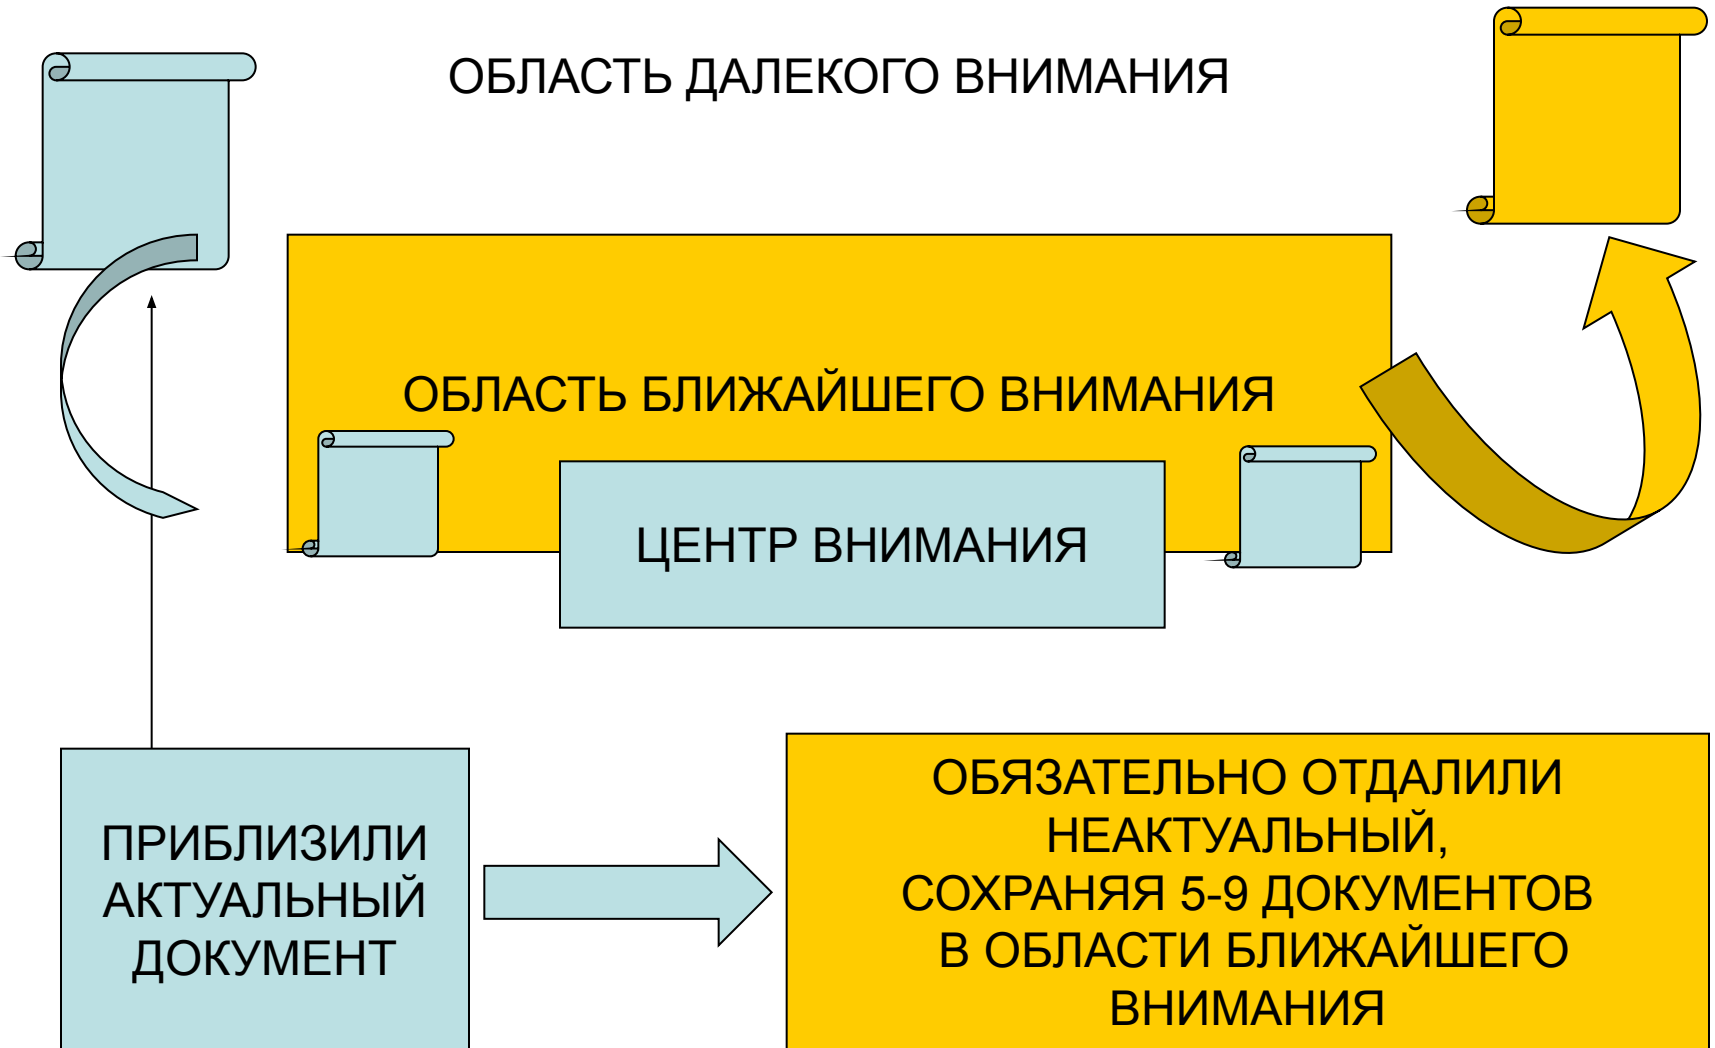 ОБЛАСТЬ ДАЛЕКОГО ВНИМАНИЯ
ОБЛАСТЬ БЛИЖАЙШЕГО ВНИМАНИЯ
ЦЕНТР ВНИМАНИЯ
ПРИБЛИЗИЛИ
АКТУАЛЬНЫЙ
ДОКУМЕНТ
ОБЯЗАТЕЛЬНО ОТДАЛИЛИ
НЕАКТУАЛЬНЫЙ,
СОХРАНЯЯ 5-9 ДОКУМЕНТОВ
В ОБЛАСТИ БЛИЖАЙШЕГО
ВНИМАНИЯ